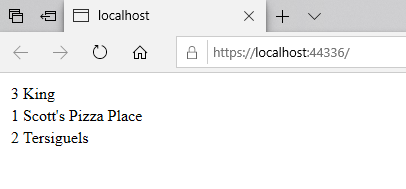 localhost
https://localhost:44336/
3 King
1 Scott's Pizza Place
2 Tersiguels